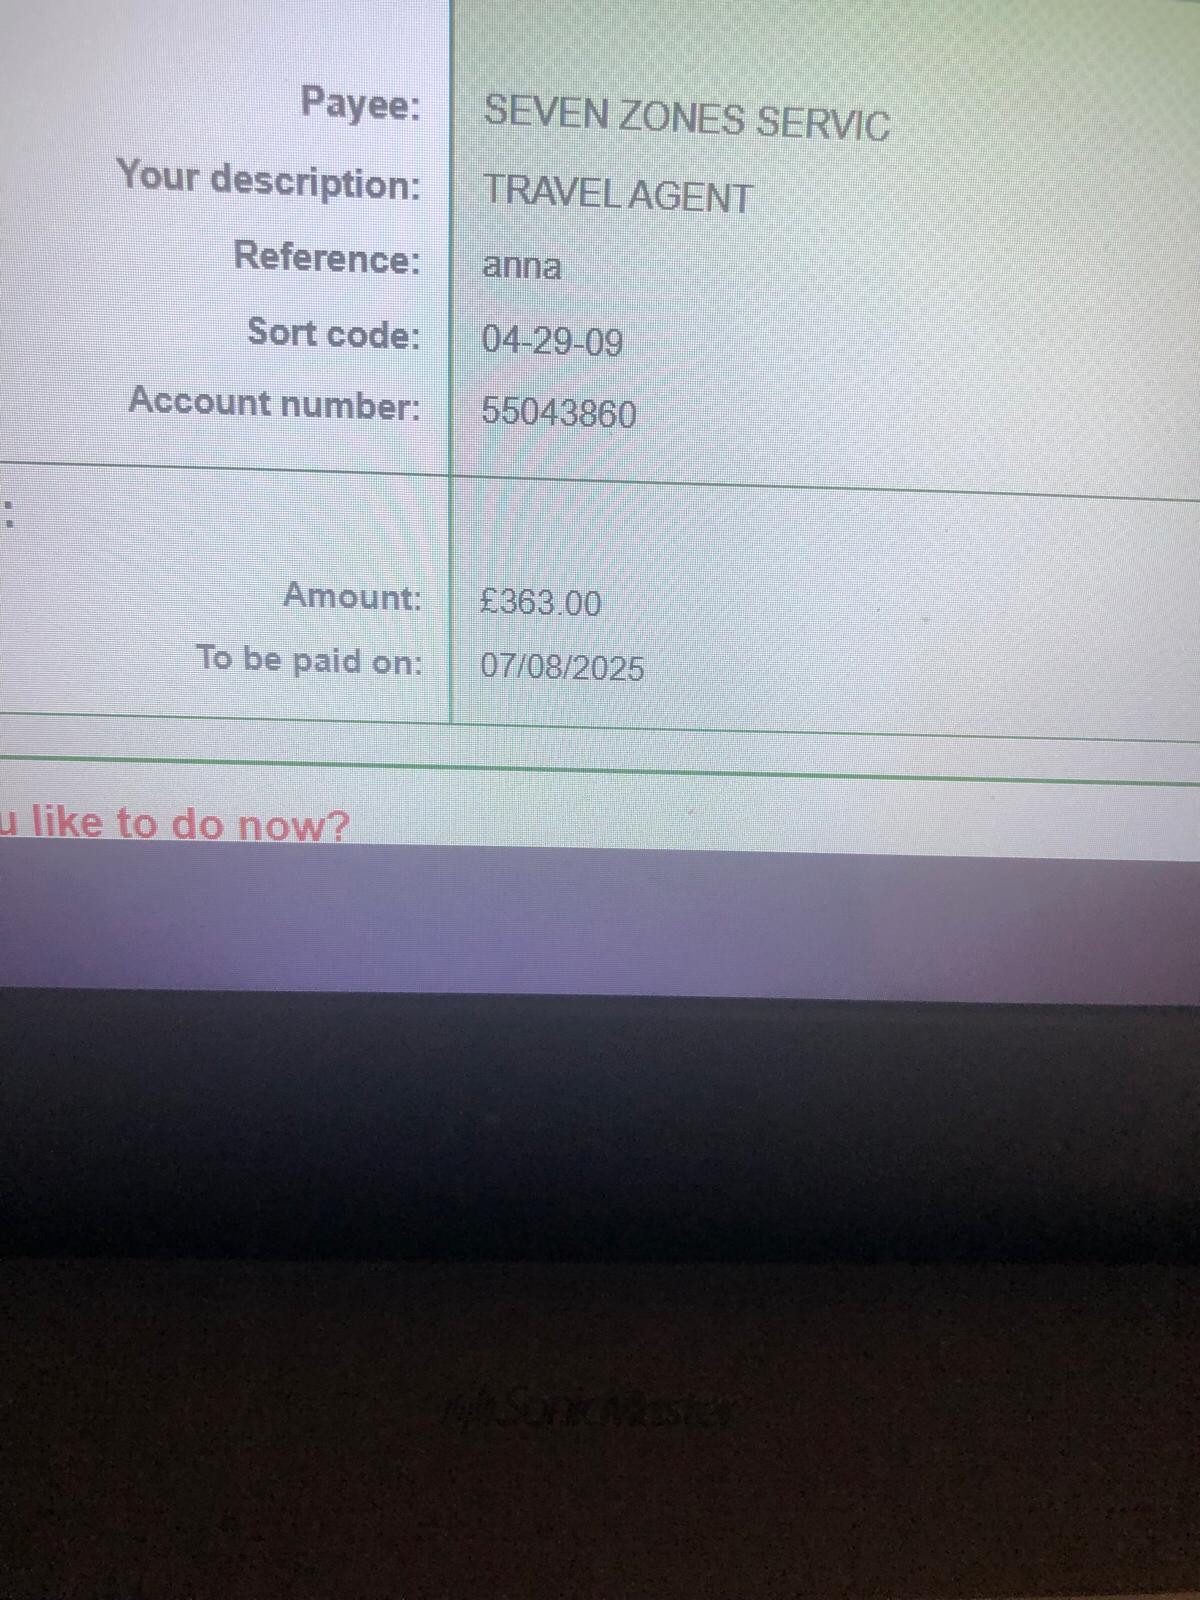 Payee: SEVEN ZONES SERVIC
Your description: TRAVEL AGENT
Reference: anna
Sort code: 04-29-09
Account number: 55043860
:
Amount: £363.00
To be paid on: 07/08/2025
u like to do now?
SonicMaster